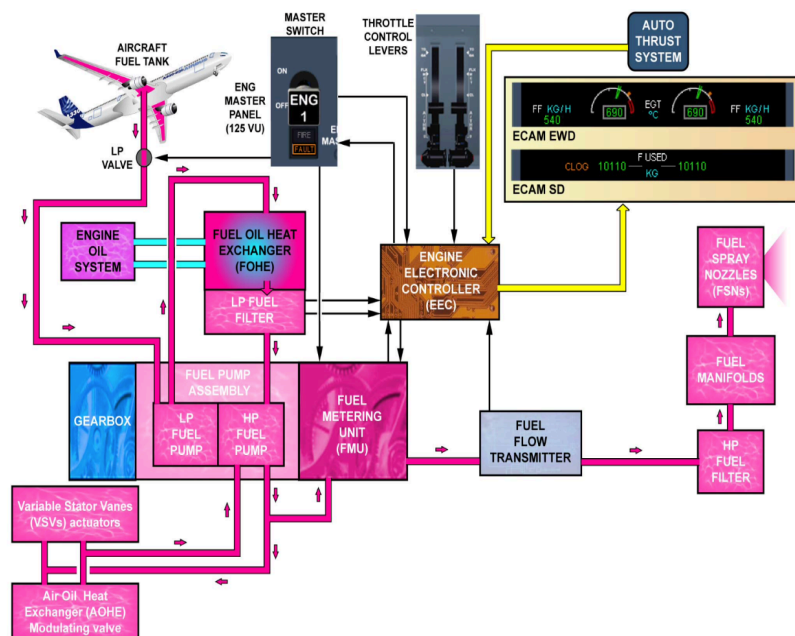 AIRCRAFT
FUEL TANK
MASTER
SWITCH
THROTTLE
CONTROL
LEVERS
AUTO
THRUST
SYSTEM
ENG
MASTER
PANEL
(125 VU)
ON
OFF
ENG
1
FIRE
FAULT
LP
VALVE
FF KG/H
540
690
EGT
°C
690
FF KG/H
540
ECAM EWD
F USED
CLOG 10110 KG 10110
ECAM SD
ENGINE
OIL
SYSTEM
FUEL OIL HEAT
EXCHANGER
(FOHE)
LP FUEL
FILTER
ENGINE
ELECTRONIC
CONTROLLER
(EEC)
FUEL
SPRAY
NOZZLES
(FSNs)
FUEL
MANIFOLDS
HP
FUEL
FILTER
GEARBOX
FUEL PUMP
ASSEMBLY
LP
FUEL
PUMP
HP
FUEL
PUMP
FUEL
METERING
UNIT
(FMU)
FUEL
FLOW
TRANSMITTER
Variable Stator Vanes
(VSVs) actuators
Air Oil Heat
Exchanger (AOHE)
Modulating valve